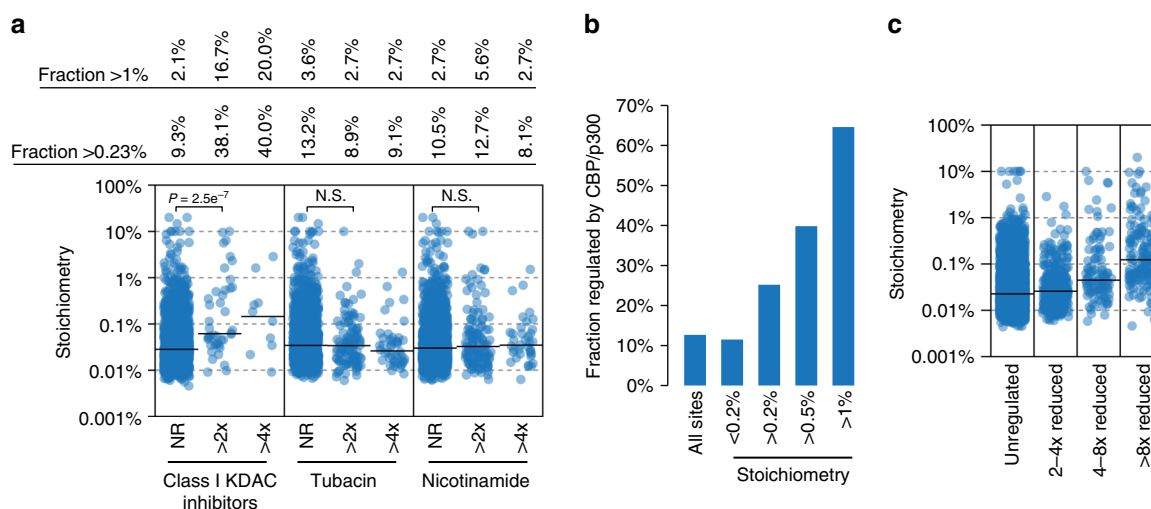 a
Fraction >1% 2.1% 16.7% 20.0% 3.6% 2.7% 2.7% 2.7% 5.6% 2.7%
Fraction >0.23% 9.3% 38.1% 40.0% 13.2% 8.9% 9.1% 10.5% 12.7% 8.1%
Stoichiometry
100%
10%
1%
0.1%
0.01%
0.001%
P = 2.5e⁻⁷ N.S. N.S.
NR >2x >4x NR >2x >4x NR >2x >4x
Class I KDAC Tubacin Nicotinamide
inhibitors
b
Fraction regulated by CBP/p300
70%
60%
50%
40%
30%
20%
10%
0%
All sites <0.2% >0.2% >0.5% >1%
Stoichiometry
c
Stoichiometry
100%
10%
1%
0.1%
0.01%
0.001%
Unregulated 2–4x reduced 4–8x reduced >8x reduced